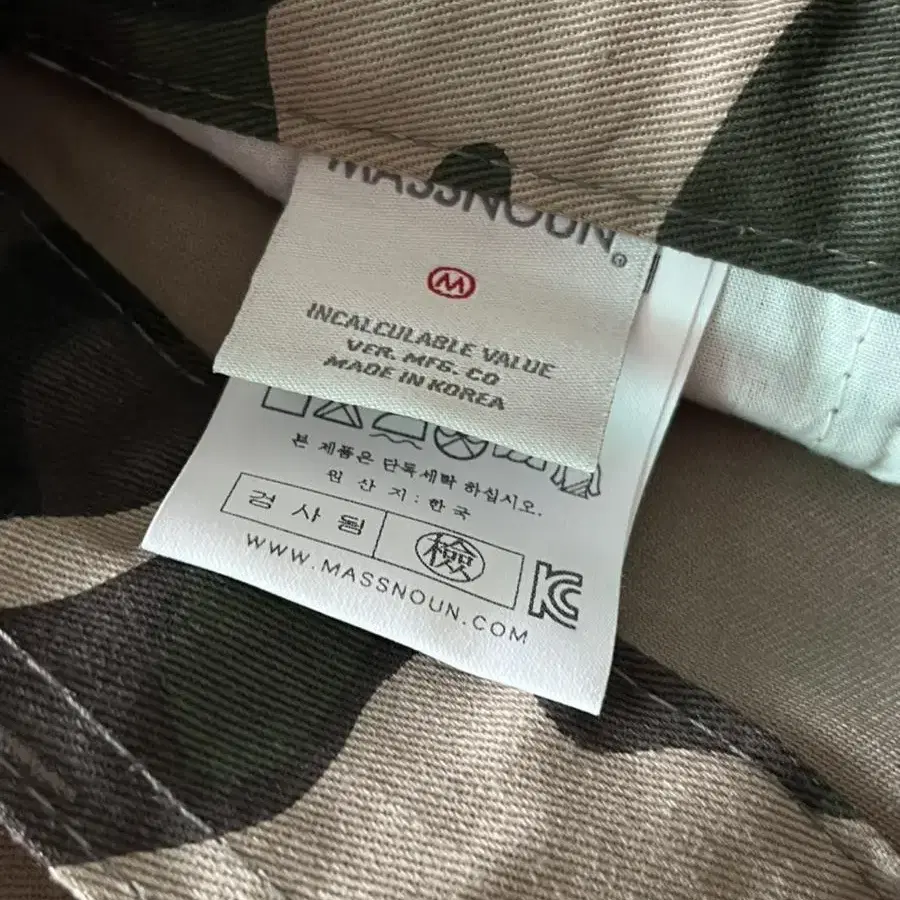 MASSNOUN®
M
INCALCULABLE VALUE
VER. MFG. CO
MADE IN KOREA
본 제품은 단독세탁 하십시오.
원 산 지 : 한 국
검 사 필 檢
KC
WWW.MASSNOUN.COM